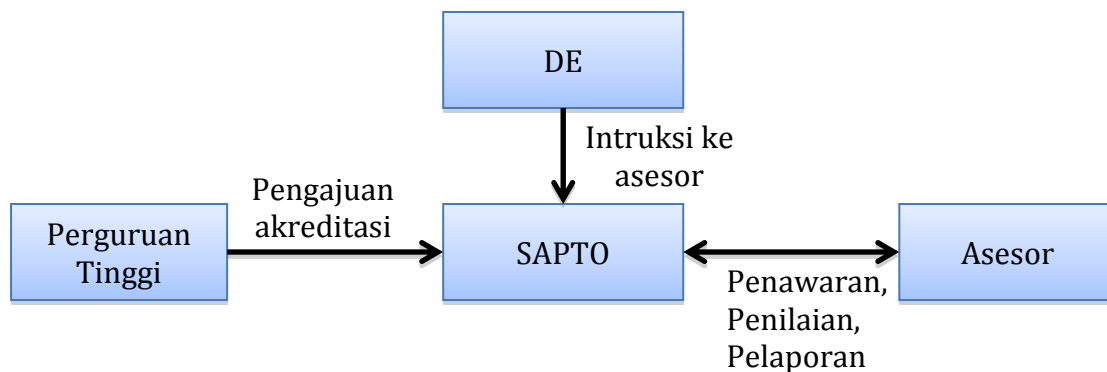 DE
Intruksi ke
asesor
Pengajuan
akreditasi
Perguruan
Tinggi
SAPTO
Asesor
Penawaran,
Penilaian,
Pelaporan